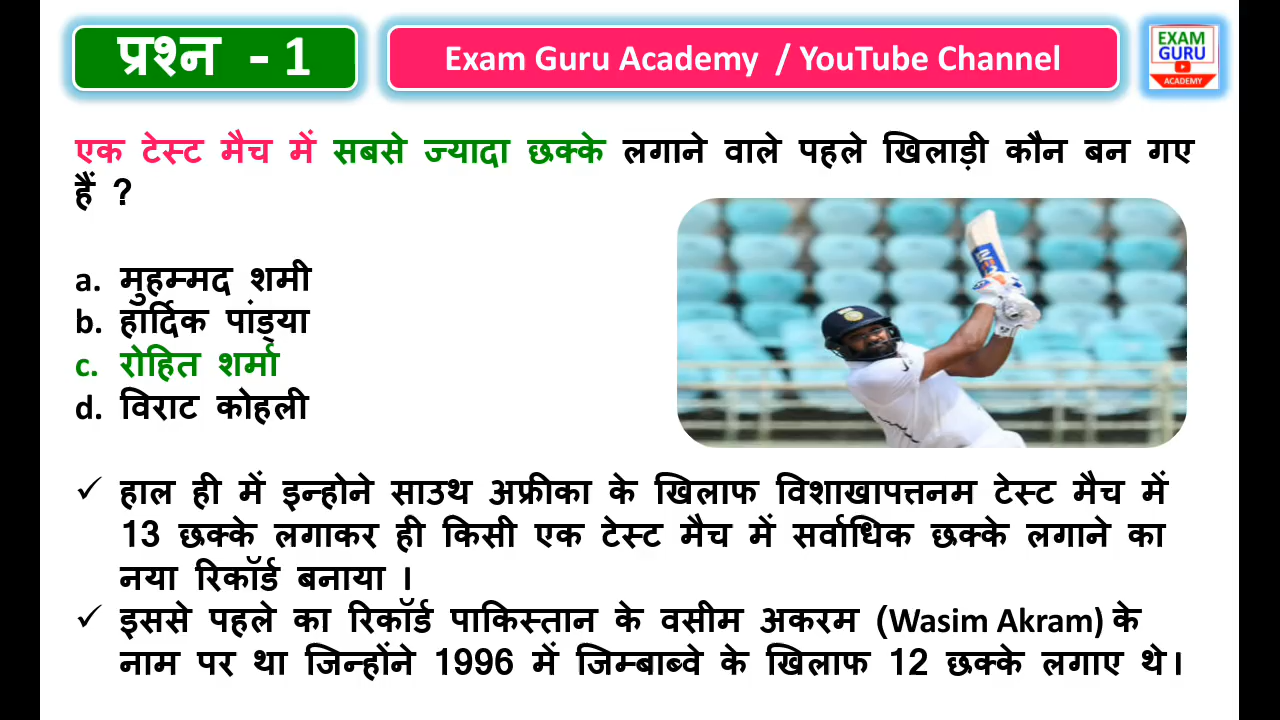 प्रश्न - 1
Exam Guru Academy / YouTube Channel
EXAM
GURU
ACADEMY
एक टेस्ट मैच में सबसे ज्यादा छक्के लगाने वाले पहले खिलाड़ी कौन बन गए
हैं ?
a. मुहम्मद शमी
b. हार्दिक पांड्या
c. रोहित शर्मा
d. विराट कोहली
✓ हाल ही में इन्होने साउथ अफ्रीका के खिलाफ विशाखापत्तनम टेस्ट मैच में
13 छक्के लगाकर ही किसी एक टेस्ट मैच में सर्वाधिक छक्के लगाने का
नया रिकॉर्ड बनाया ।
✓ इससे पहले का रिकॉर्ड पाकिस्तान के वसीम अकरम (Wasim Akram) के
नाम पर था जिन्होंने 1996 में जिम्बाब्वे के खिलाफ 12 छक्के लगाए थे।